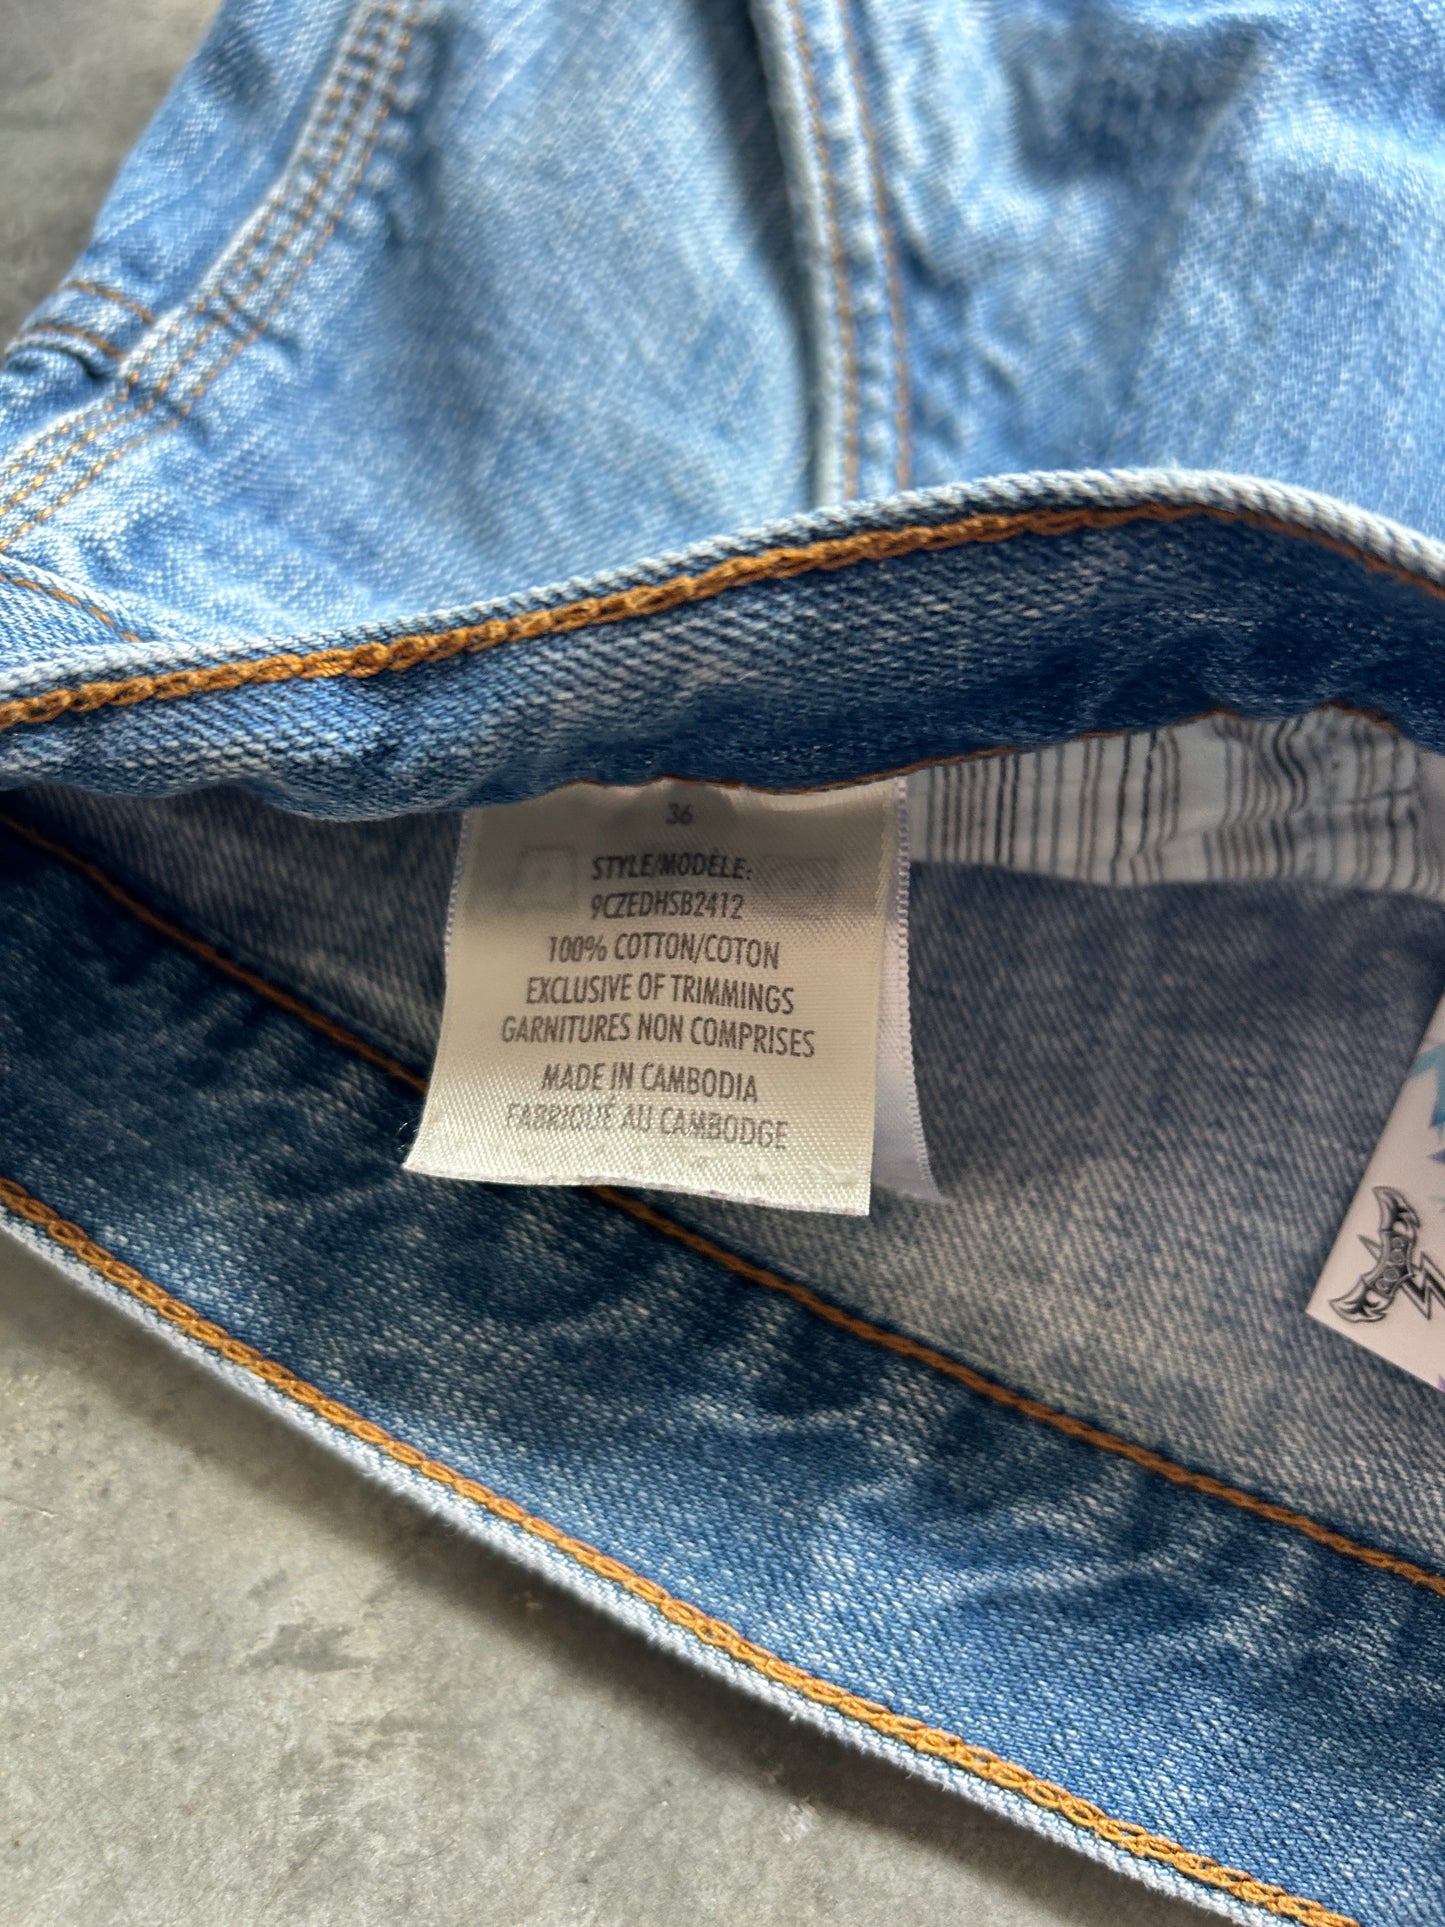 36
STYLE/MODÈLE:
9CZEDHSB2412
100% COTTON/COTON
EXCLUSIVE OF TRIMMINGS
GARNITURES NON COMPRISES
MADE IN CAMBODIA
FABRIQUÉ AU CAMBODGE